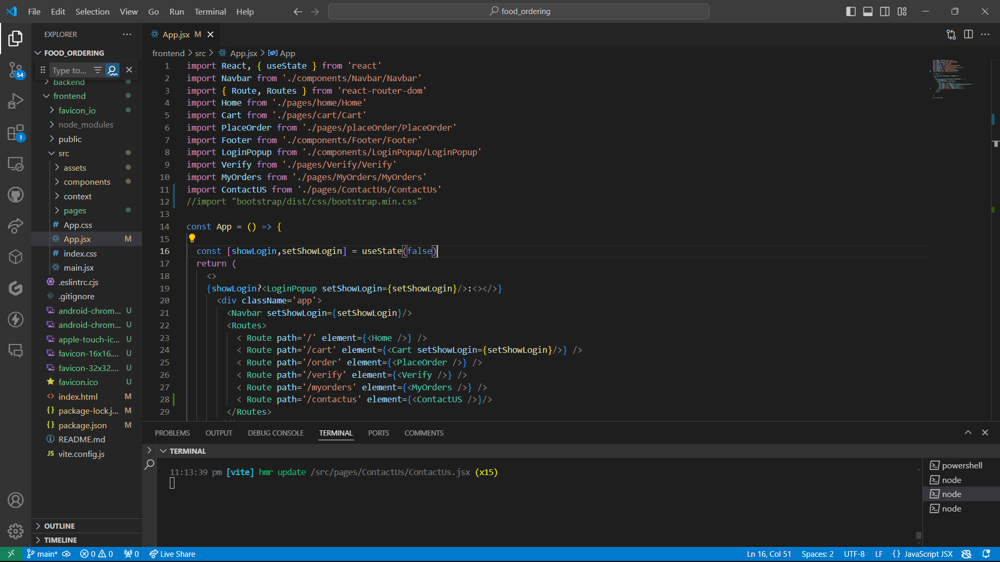 File Edit Selection View Go Run Terminal Help
food_ordering
EXPLORER
FOOD_ORDERING
Type to...
backend
frontend
favicon_io
node_modules
public
src
assets
components
context
pages
# App.css
App.jsx M
# index.css
main.jsx
.eslintrc.cjs
.gitignore
android-chrom... U
android-chrom... U
apple-touch-ic... U
favicon-16x16.... U
favicon-32x32.... U
favicon.ico U
<> index.html M
{} package-lock.j... M
{} package.json M
README.md
JS vite.config.js
OUTLINE
TIMELINE
54
1
App.jsx M
frontend > src > App.jsx > App
1 import React, { useState } from 'react'
2 import Navbar from './components/Navbar/Navbar'
3 import { Route, Routes } from 'react-router-dom'
4 import Home from './pages/home/Home'
5 import Cart from './pages/cart/Cart'
6 import PlaceOrder from './pages/placeOrder/PlaceOrder'
7 import Footer from './components/Footer/Footer'
8 import LoginPopup from './components/LoginPopup/LoginPopup'
9 import Verify from './pages/Verify/Verify'
10 import MyOrders from './pages/MyOrders/MyOrders'
11 import ContactUS from './pages/ContactUs/ContactUs'
12 //import "bootstrap/dist/css/bootstrap.min.css"
13
14 const App = () => {
15
16 const [showLogin,setShowLogin] = useState(false)
17 return (
18 <>
19 {showLogin?<LoginPopup setShowLogin={setShowLogin}/>:<></>}
20 <div className='app'>
21 <Navbar setShowLogin={setShowLogin}/>
22 <Routes>
23 < Route path='/' element={<Home />} />
24 < Route path='/cart' element={<Cart setShowLogin={setShowLogin}/>} />
25 < Route path='/order' element={<PlaceOrder />} />
26 < Route path='/verify' element={<Verify />} />
27 < Route path='/myorders' element={<MyOrders />} />
28 < Route path='/contactus' element={<ContactUS />}/>
29 </Routes>
PROBLEMS OUTPUT DEBUG CONSOLE TERMINAL PORTS COMMENTS
TERMINAL
11:13:39 pm [vite] hmr update /src/pages/ContactUs/ContactUs.jsx (x15)
powershell
node
node
node
main* 0 0 0 Live Share
Ln 16, Col 51 Spaces: 2 UTF-8 LF {} JavaScript JSX